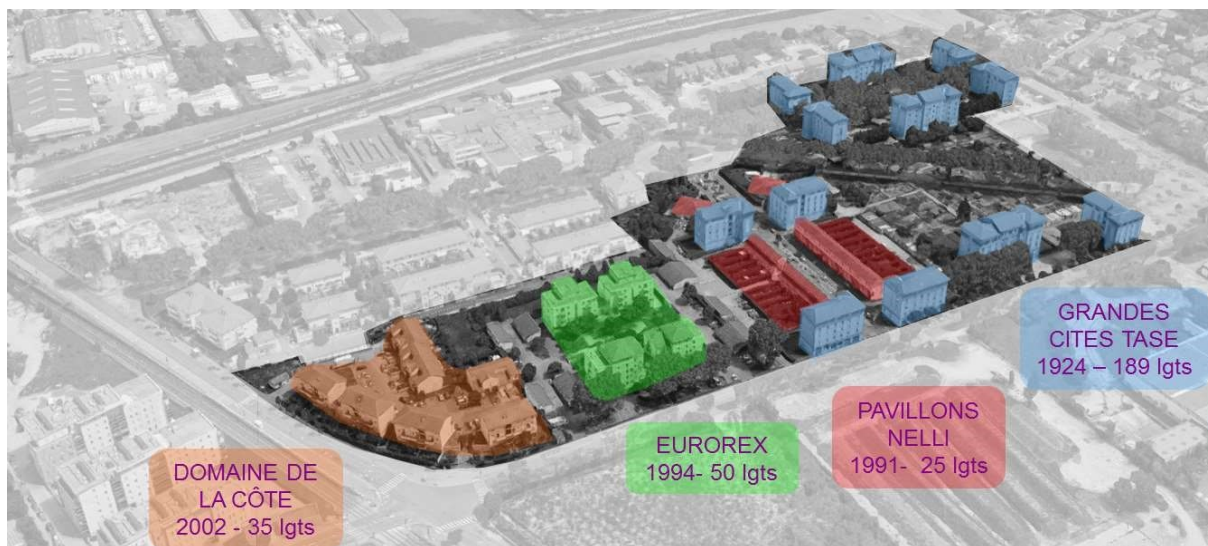 DOMAINE DE
LA CÔTE
2002 - 35 lgts
EUROREX
1994- 50 lgts
PAVILLONS
NELLI
1991- 25 lgts
GRANDES
CITES TASE
1924 – 189 lgts